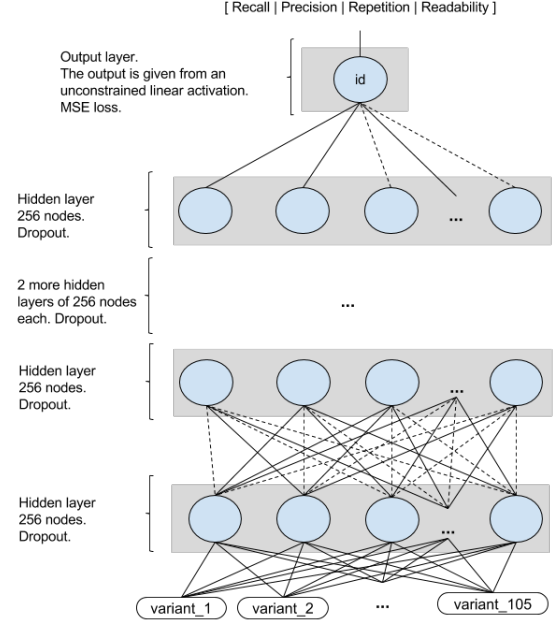 [ Recall | Precision | Repetition | Readability ]
Output layer.
The output is given from an
unconstrained linear activation.
MSE loss.
id
Hidden layer
256 nodes.
Dropout.
...
2 more hidden
layers of 256 nodes
each. Dropout.
...
Hidden layer
256 nodes.
Dropout.
...
Hidden layer
256 nodes.
Dropout.
...
variant_1
variant_2
...
variant_105